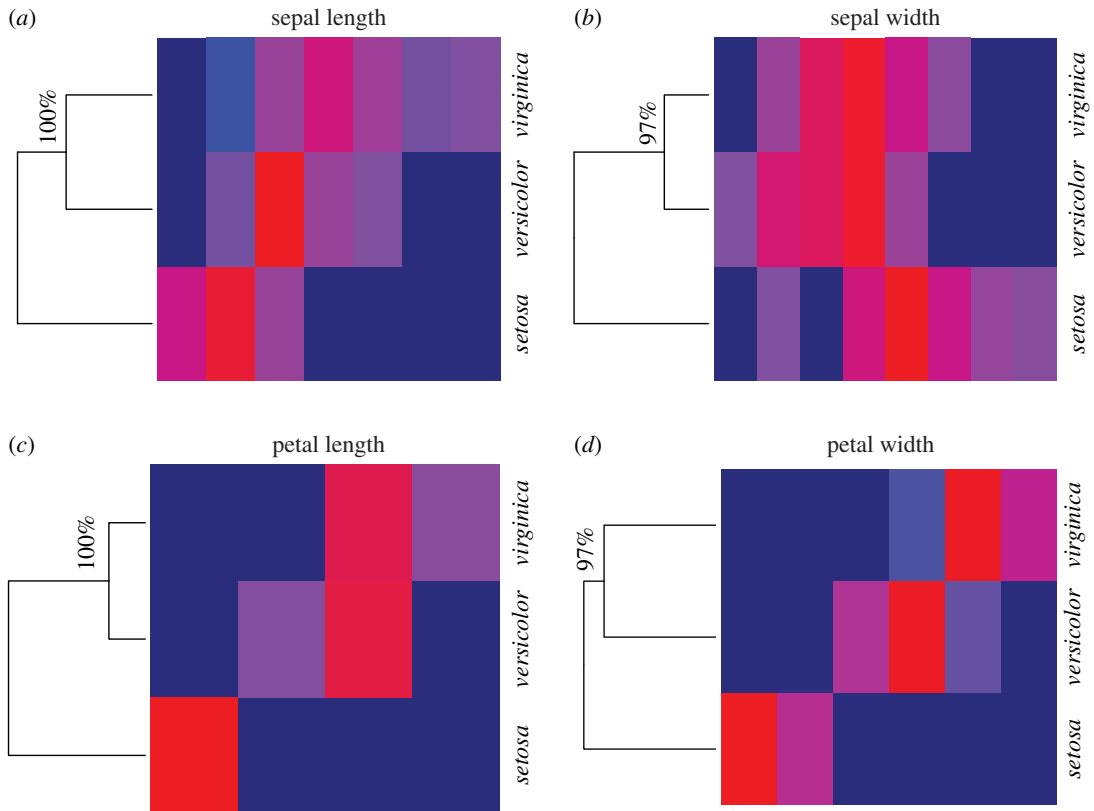 (a) sepal length
100%
virginica
versicolor
setosa
(b) sepal width
97%
virginica
versicolor
setosa
(c) petal length
100%
virginica
versicolor
setosa
(d) petal width
97%
virginica
versicolor
setosa